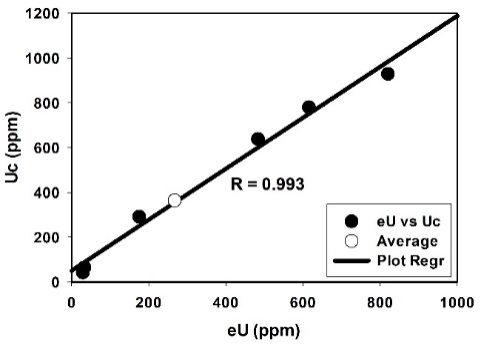 1200
1000
800
600
400
200
0
Uc (ppm)
R = 0.993
eU vs Uc
Average
Plot Regr
0 200 400 600 800 1000
eU (ppm)